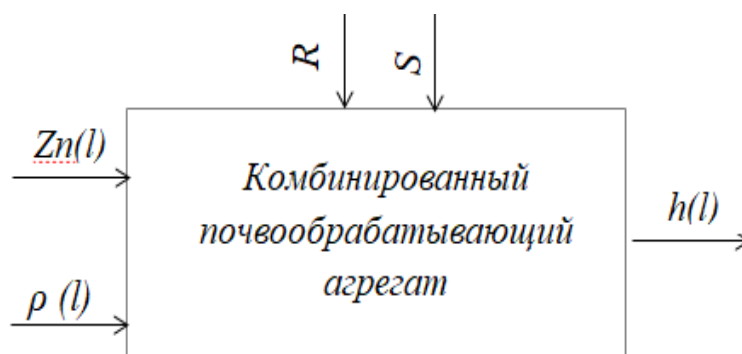 R
S
Zn(l)
Комбинированный
почвообрабатывающий
агрегат
h(l)
ρ (l)